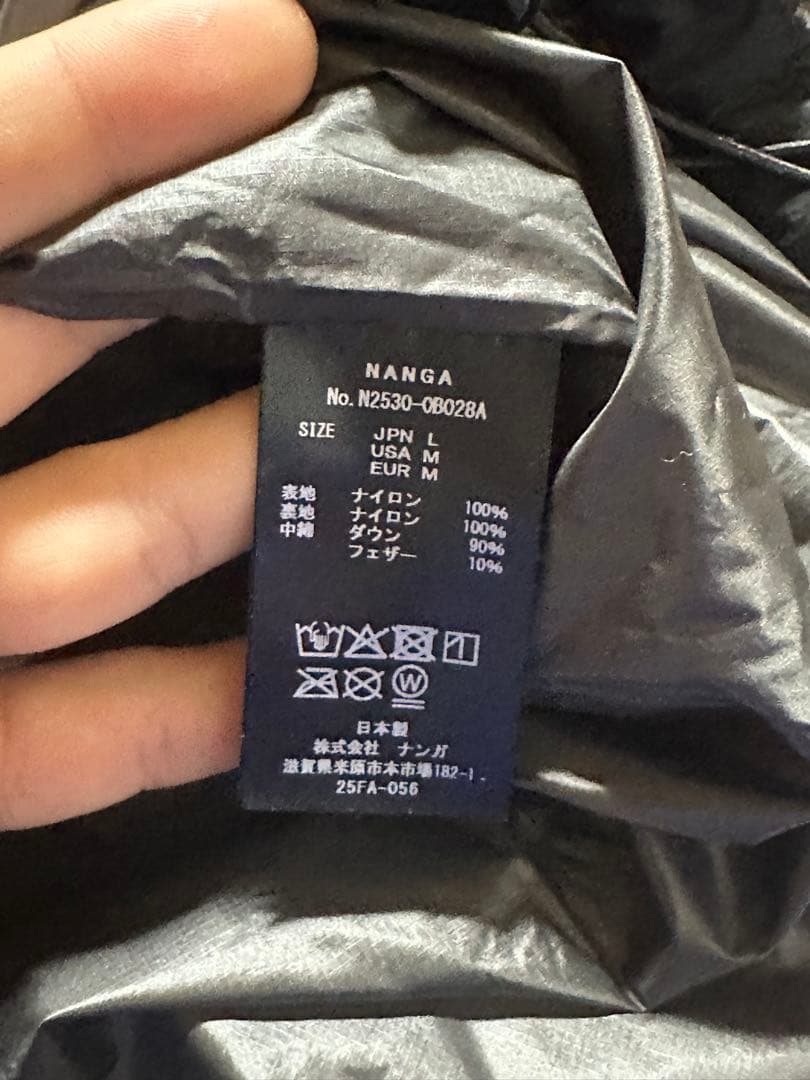 NANGA
No. N2530-0B028A
SIZE JPN L
USA M
EUR M
表地 ナイロン 100%
裏地 ナイロン 100%
中綿 ダウン 90%
フェザー 10%
W
日本製
株式会社 ナンガ
滋賀県米原市本市場182-1
25FA-056